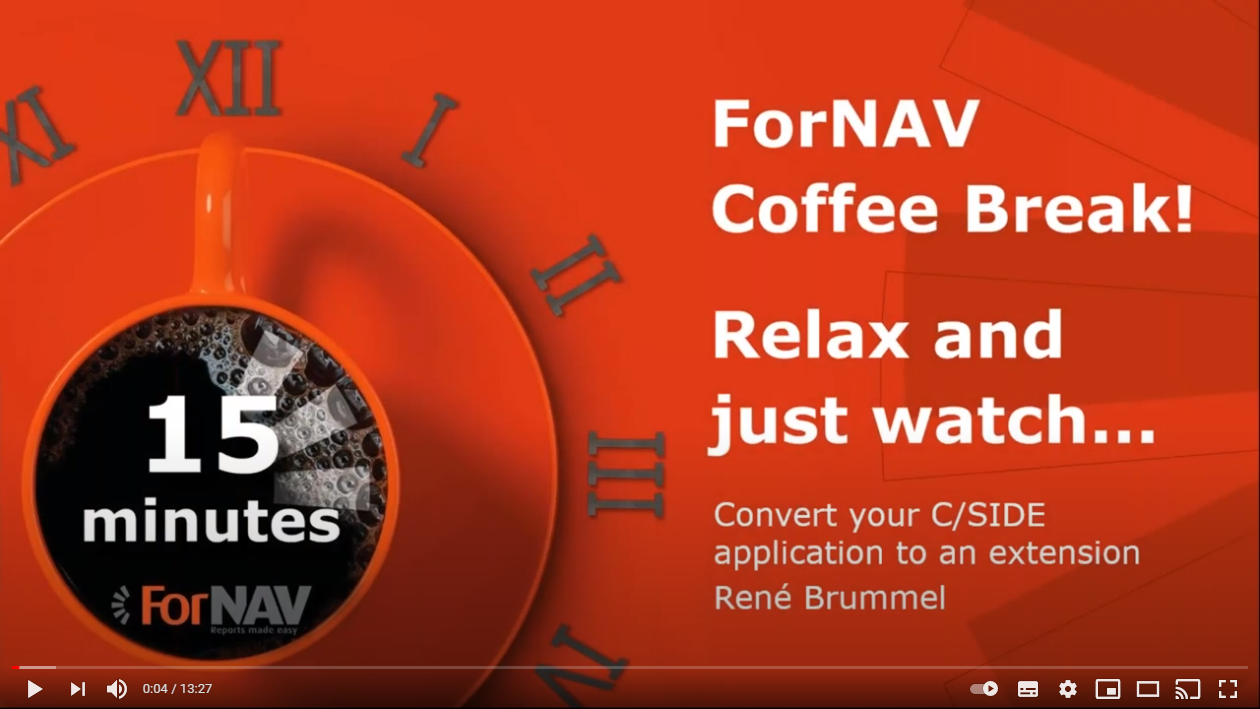 XI
XII
I
II
III
IV
ForNAV
Coffee Break!
Relax and
just watch...
15
minutes
ForNAV
Reports made easy
Convert your C/SIDE
application to an extension
René Brummel
0:04 / 13:27